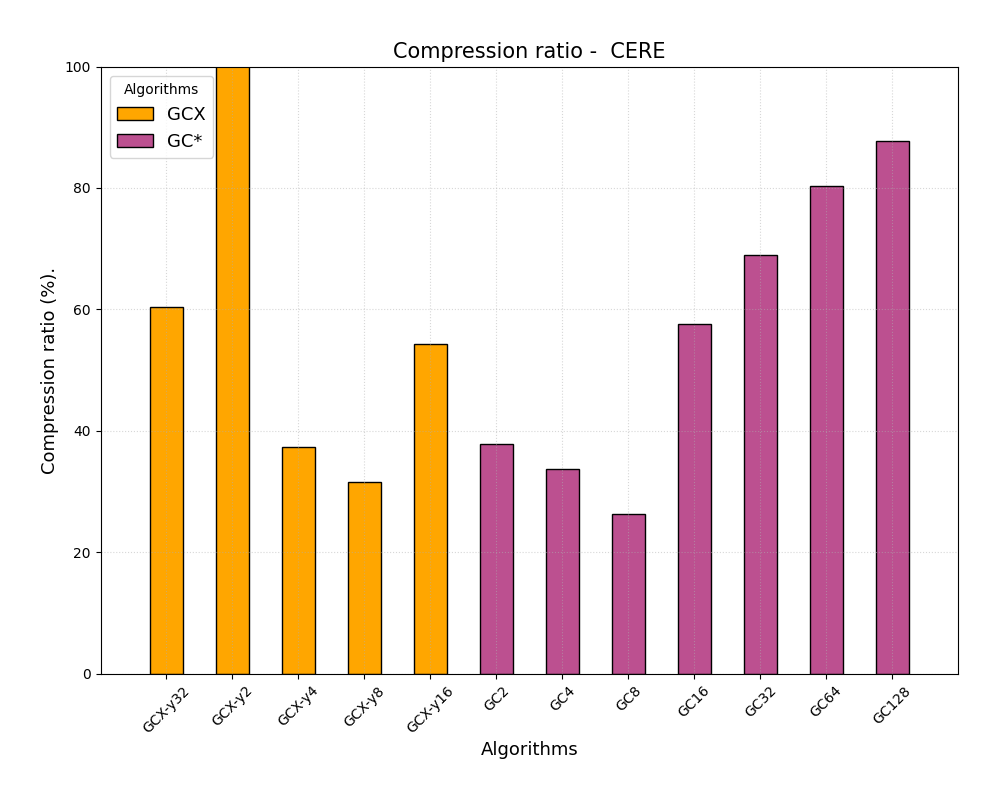 Compression ratio -  CERE
Algorithms
GCX
GC*
Compression ratio (%).
100
80
60
40
20
0
GCX-y32
GCX-y2
GCX-y4
GCX-y8
GCX-y16
GC2
GC4
GC8
GC16
GC32
GC64
GC128
Algorithms